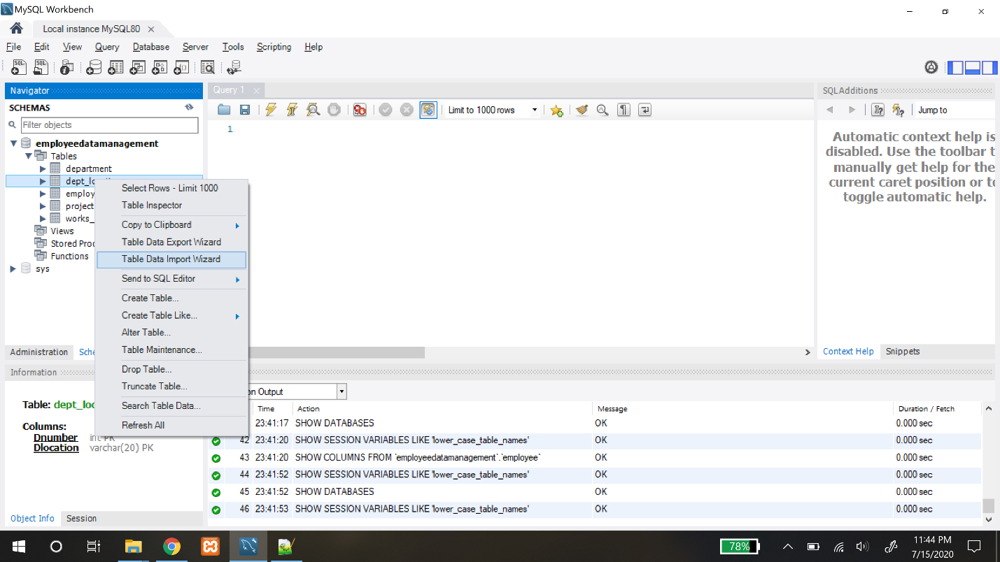 MySQL Workbench
Local instance MySQL80
File Edit View Query Database Server Tools Scripting Help
Navigator
SCHEMAS
Filter objects
employeedatamanagement
Tables
department
dept_loc
employ
project
works_
Views
Stored Proc
Functions
sys
Administration Sche
Select Rows - Limit 1000
Table Inspector
Copy to Clipboard
Table Data Export Wizard
Table Data Import Wizard
Send to SQL Editor
Create Table...
Create Table Like...
Alter Table...
Table Maintenance...
Drop Table...
Truncate Table...
Search Table Data...
Refresh All
Query 1
Limit to 1000 rows
1
SQLAdditions
Jump to
Automatic context help is
disabled. Use the toolbar t
manually get help for the
current caret position or to
toggle automatic help.
Context Help Snippets
Information
Table: dept_loc
Columns:
Dnumber int PK
Dlocation varchar(20) PK
Object Info Session
on Output
Time Action Message Duration / Fetch
23:41:17 SHOW DATABASES OK 0.000 sec
42 23:41:20 SHOW SESSION VARIABLES LIKE 'lower_case_table_names' OK 0.000 sec
43 23:41:20 SHOW COLUMNS FROM `employeedatamanagement`.`employee` OK 0.000 sec
44 23:41:52 SHOW SESSION VARIABLES LIKE 'lower_case_table_names' OK 0.000 sec
45 23:41:52 SHOW DATABASES OK 0.000 sec
46 23:41:53 SHOW SESSION VARIABLES LIKE 'lower_case_table_names' OK 0.000 sec
78%
11:44 PM
7/15/2020